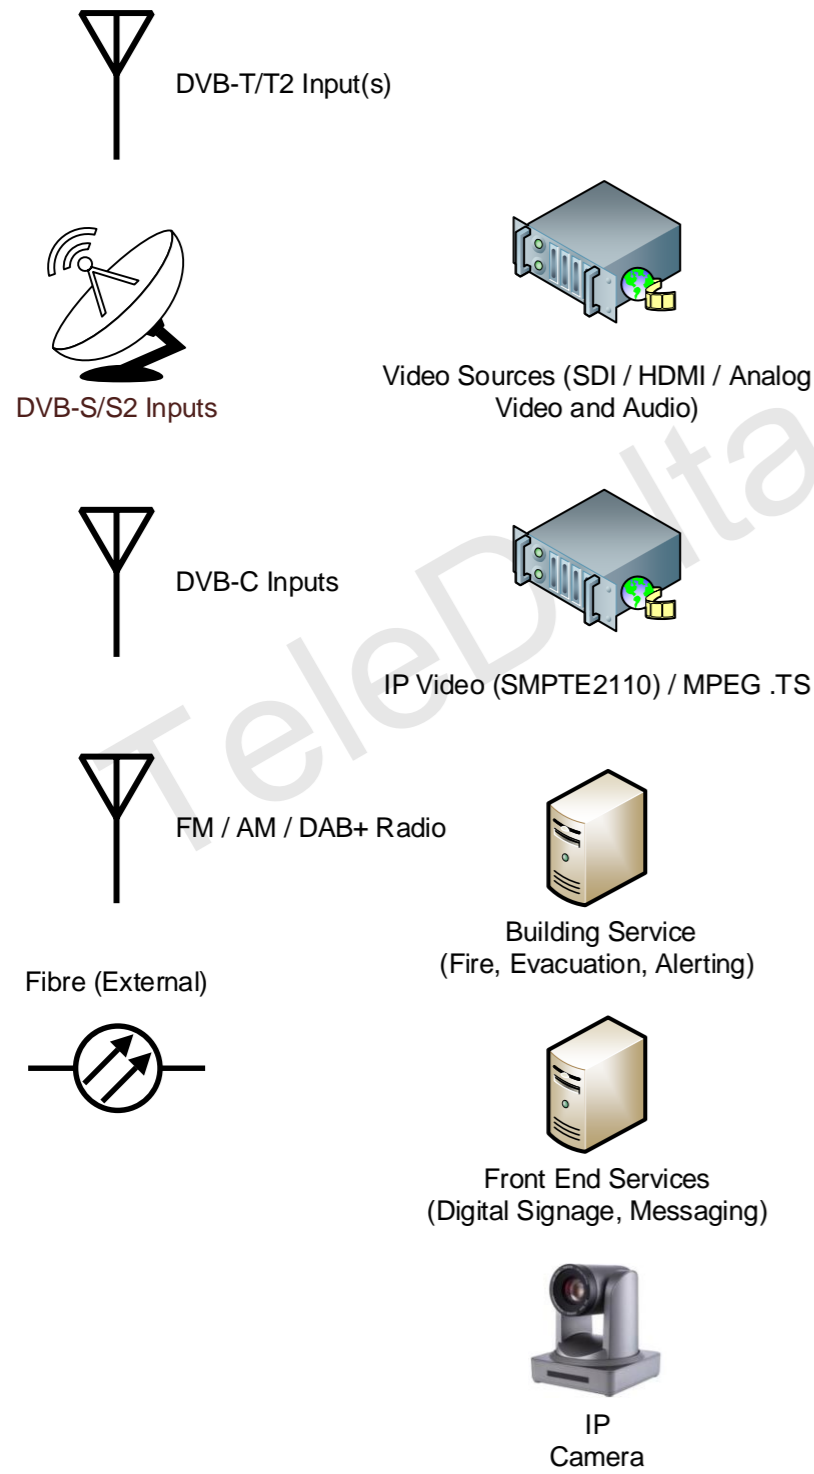 DVB-T/T2 Input(s)
DVB-S/S2 Inputs
Video Sources (SDI / HDMI / Analog
Video and Audio)
DVB-C Inputs
IP Video (SMPTE2110) / MPEG .TS
FM / AM / DAB+ Radio
Building Service
(Fire, Evacuation, Alerting)
Fibre (External)
Front End Services
(Digital Signage, Messaging)
IP
Camera
TeleDelta